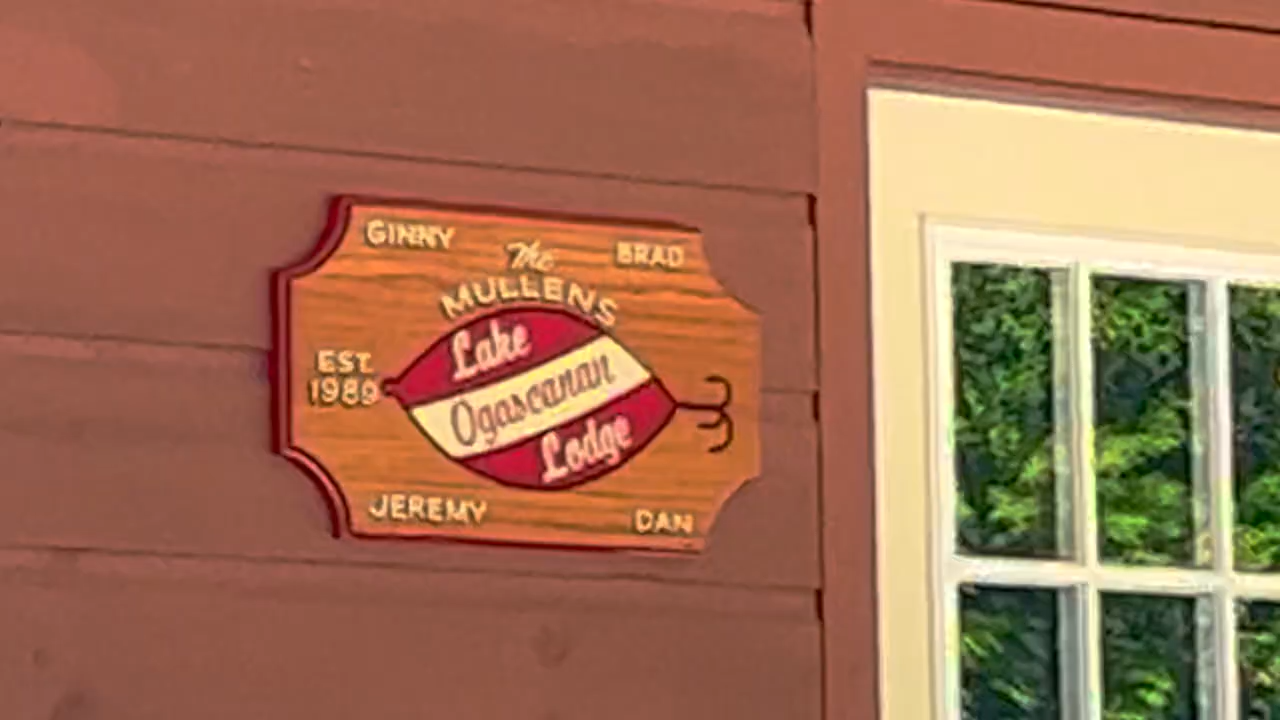 GINNY
The
BRAD
MULLENS
Lake
EST.
1989
Ogascanan
Lodge
JEREMY
DAN